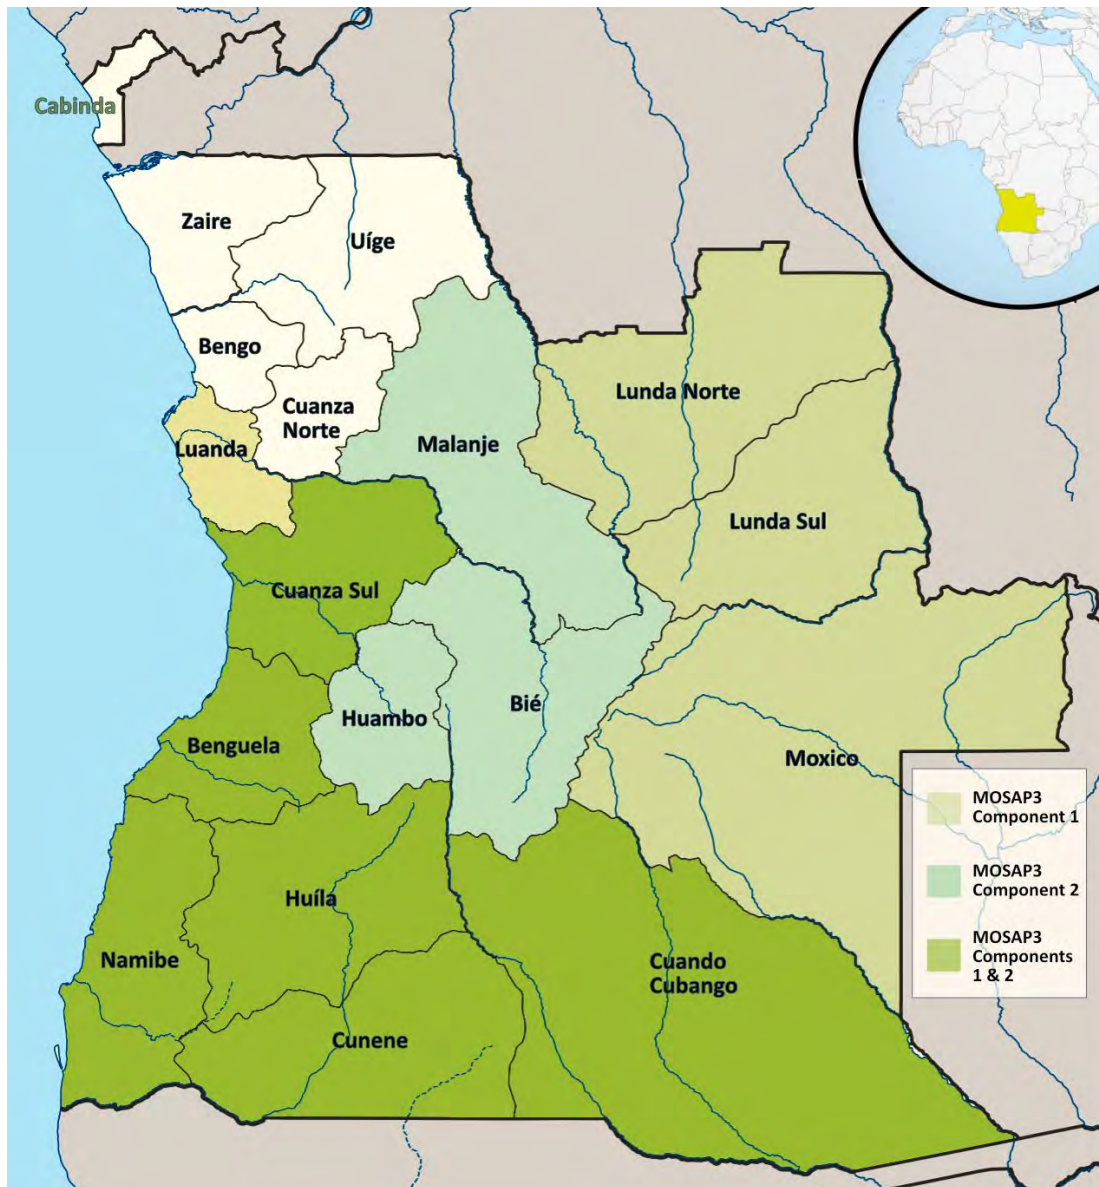 Cabinda
Zaire
Uíge
Bengo
Cuanza
Norte
Luanda
Malanje
Lunda Norte
Lunda Sul
Cuanza Sul
Huambo
Bié
Benguela
Moxico
MOSAP3
Component 1
MOSAP3
Component 2
MOSAP3
Components
1 & 2
Huíla
Namibe
Cuando
Cubango
Cunene